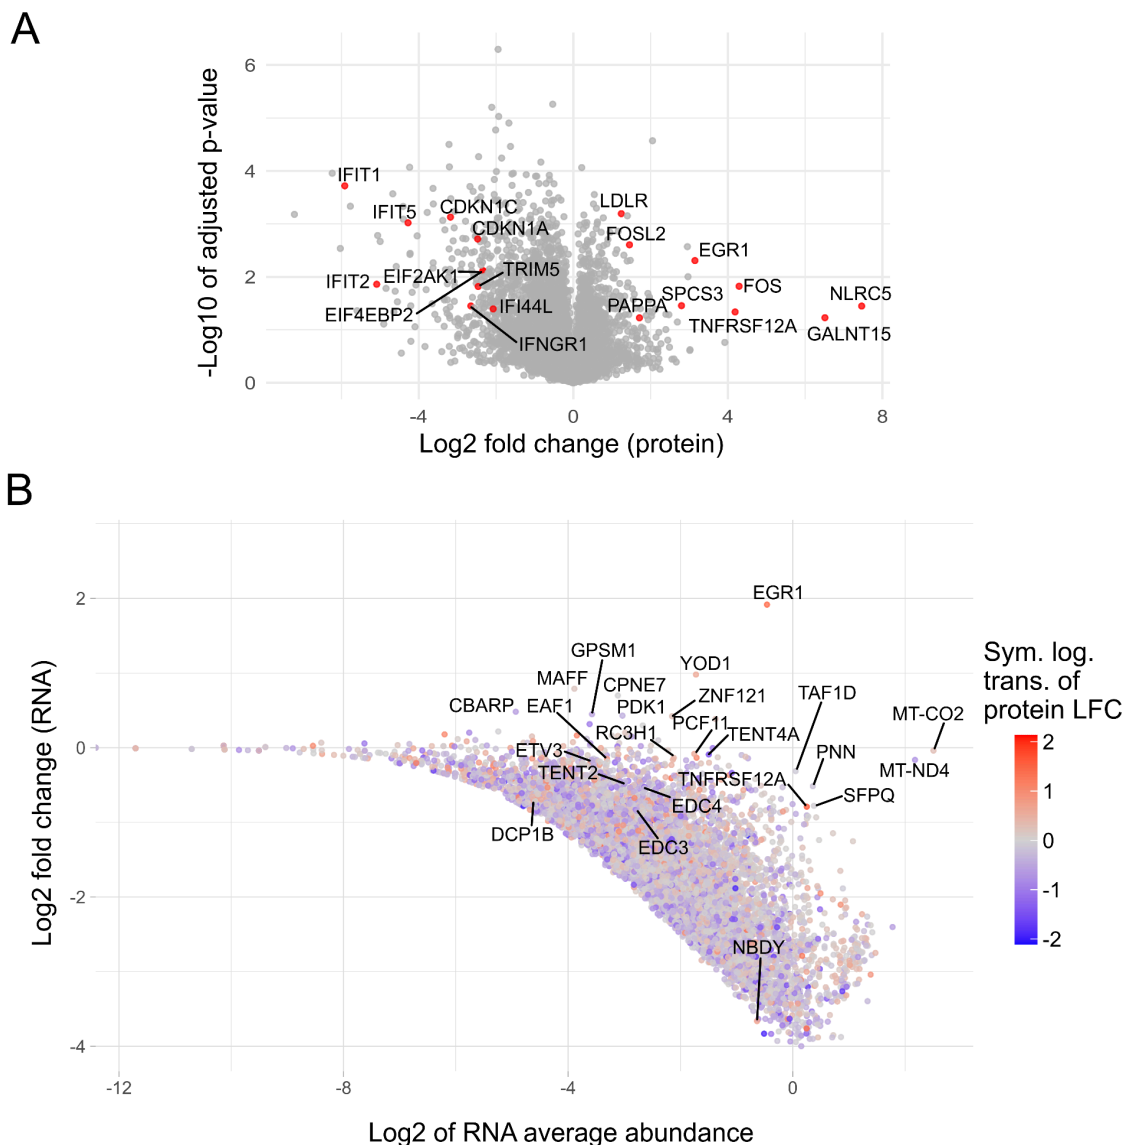 A
-Log10 of adjusted p-value
6
4
2
0
IFIT1
IFIT5
CDKN1C
CDKN1A
LDLR
FOSL2
EGR1
IFIT2
EIF2AK1
TRIM5
EIF4EBP2
IFI44L
IFNGR1
PAPPA
SPCS3
FOS
TNFRSF12A
NLRC5
GALNT15
-4
0
4
8
Log2 fold change (protein)
B
Log2 fold change (RNA)
2
0
-2
-4
EGR1
GPSM1
YOD1
MAFF
CPNE7
ZNF121
TAF1D
CBARP
EAF1
PDK1
MT-CO2
PCF11
RC3H1
TENT4A
ETV3
PNN
TENT2
TNFRSF12A
MT-ND4
SFPQ
EDC4
DCP1B
EDC3
NBDY
-12
-8
-4
0
Log2 of RNA average abundance
Sym. log.
trans. of
protein LFC
2
1
0
-1
-2